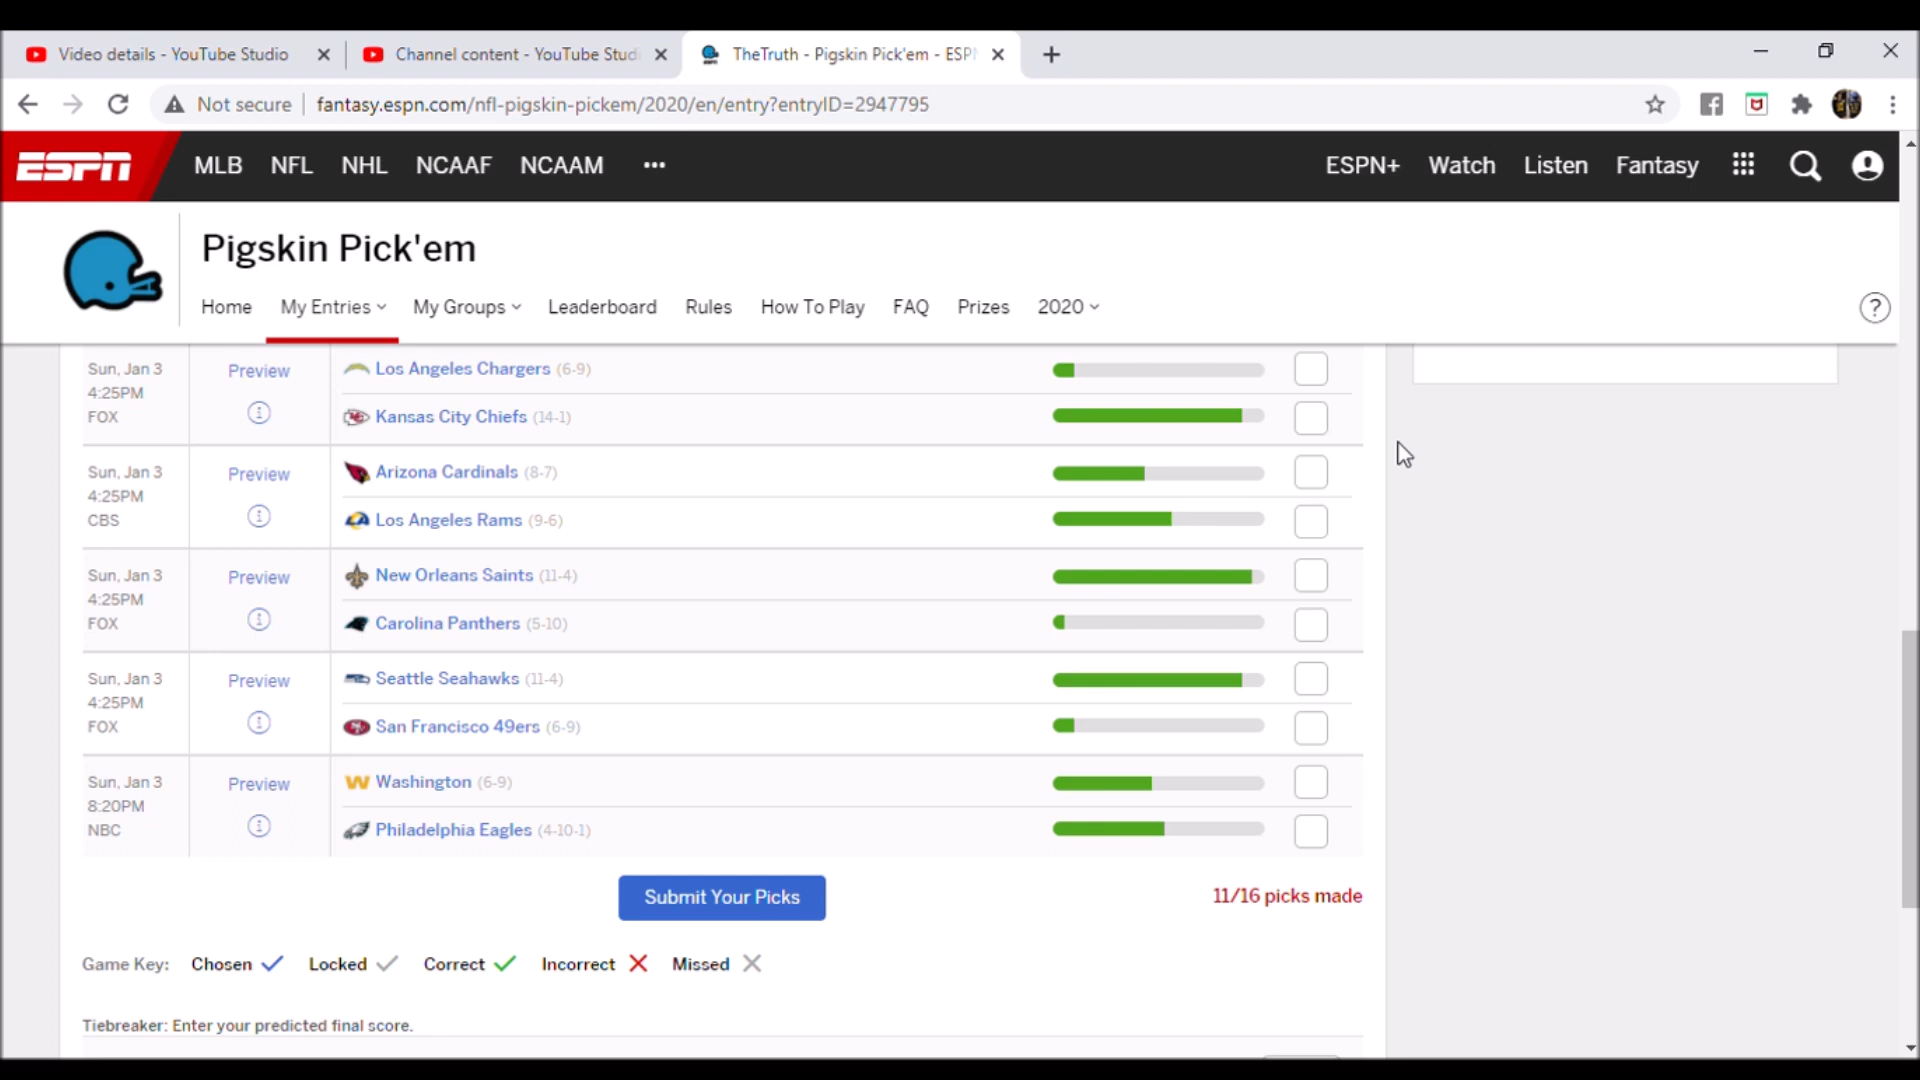 Video details - YouTube Studio
Channel content - YouTube Stud
TheTruth - Pigskin Pick'em - ESP
Not secure
fantasy.espn.com/nfl-pigskin-pickem/2020/en/entry?entryID=2947795
ESPN MLB NFL NHL NCAAF NCAAM ••• ESPN+ Watch Listen Fantasy
Pigskin Pick'em
Home My Entries My Groups Leaderboard Rules How To Play FAQ Prizes 2020 ?
Sun, Jan 3
4:25PM
FOX
Preview
Los Angeles Chargers (6-9)
Kansas City Chiefs (14-1)
Sun, Jan 3
4:25PM
CBS
Preview
Arizona Cardinals (8-7)
Los Angeles Rams (9-6)
Sun, Jan 3
4:25PM
FOX
Preview
New Orleans Saints (11-4)
Carolina Panthers (5-10)
Sun, Jan 3
4:25PM
FOX
Preview
Seattle Seahawks (11-4)
San Francisco 49ers (6-9)
Sun, Jan 3
8:20PM
NBC
Preview
Washington (6-9)
Philadelphia Eagles (4-10-1)
Submit Your Picks
11/16 picks made
Game Key: Chosen Locked Correct Incorrect Missed
Tiebreaker: Enter your predicted final score.